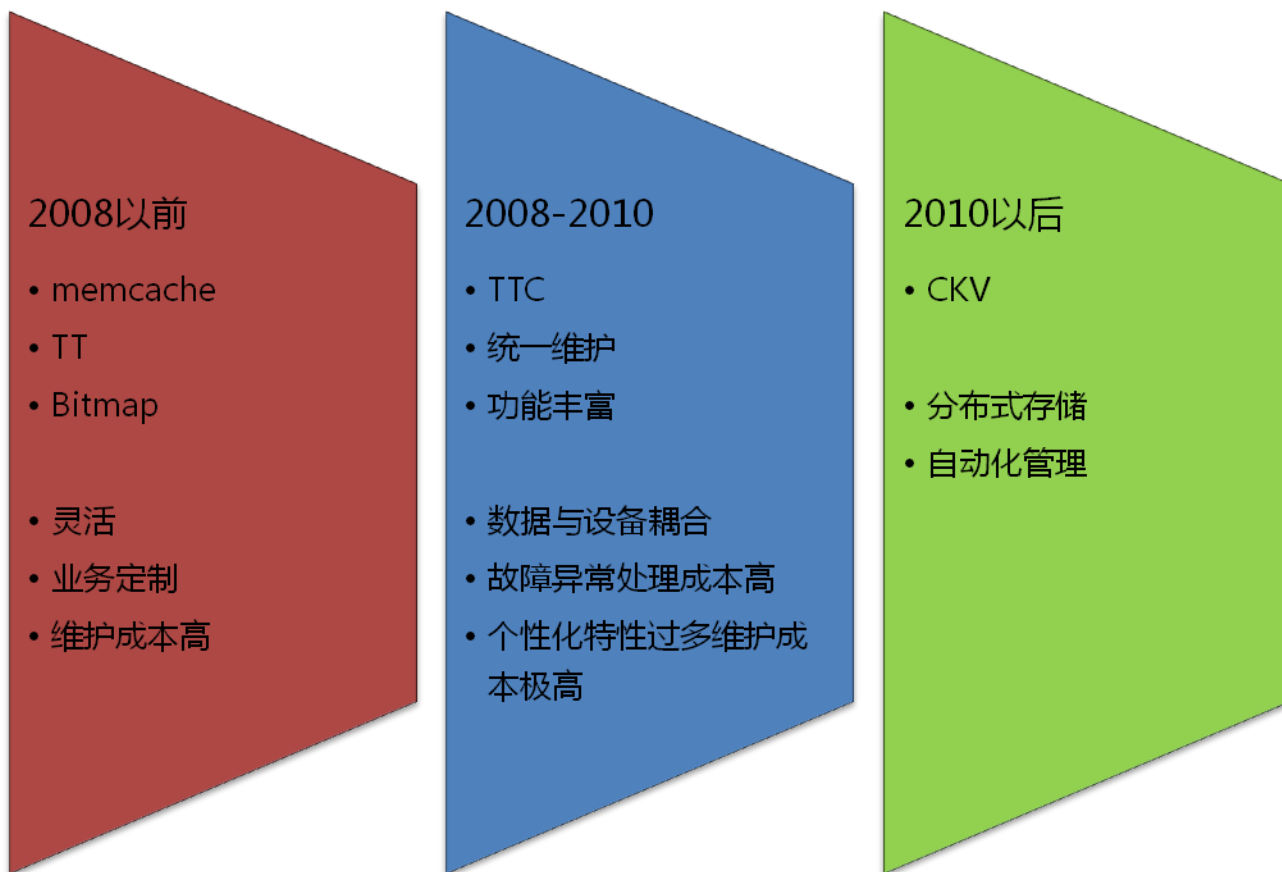 2008以前
• memcache
• TT
• Bitmap
• 灵活
• 业务定制
• 维护成本高
2008-2010
• TTC
• 统一维护
• 功能丰富
• 数据与设备耦合
• 故障异常处理成本高
• 个性化特性过多维护成
本极高
2010以后
• CKV
• 分布式存储
• 自动化管理